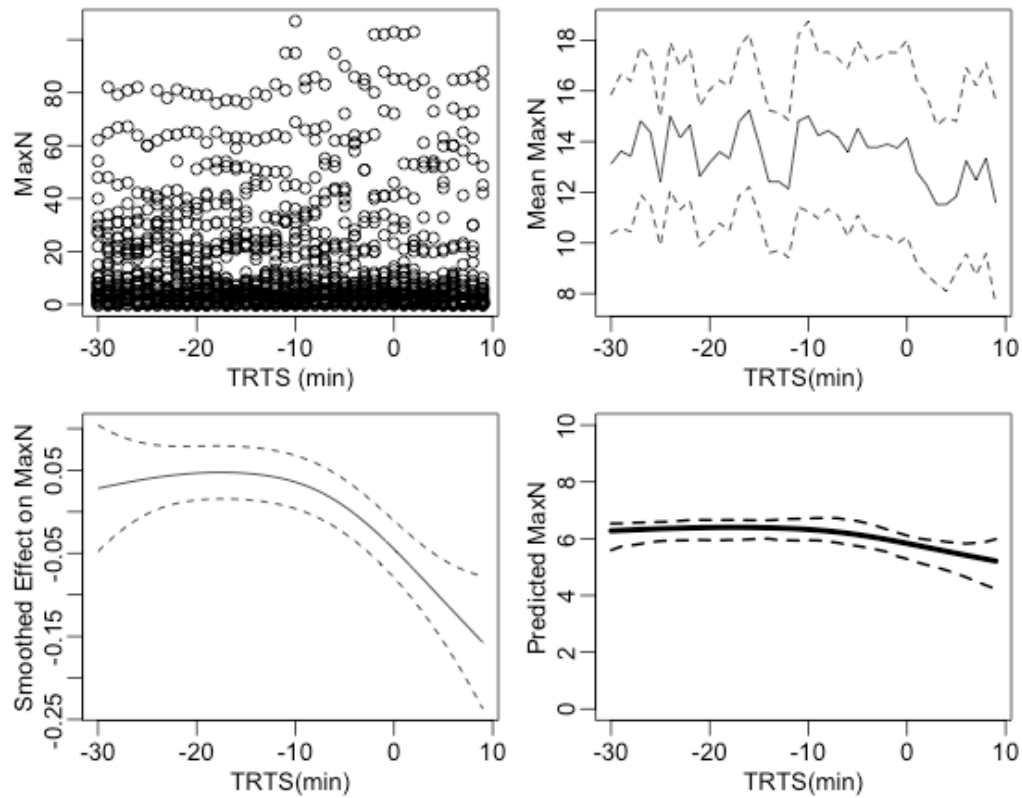 MaxN
0 20 40 60 80
-30 -20 -10 0 10
TRTS (min)
Mean MaxN
8 10 12 14 16 18
-30 -20 -10 0 10
TRTS(min)
Smoothed Effect on MaxN
-0.25 -0.15 -0.05 0.05
-30 -20 -10 0 10
TRTS(min)
Predicted MaxN
0 2 4 6 8 10
-30 -20 -10 0 10
TRTS(min)